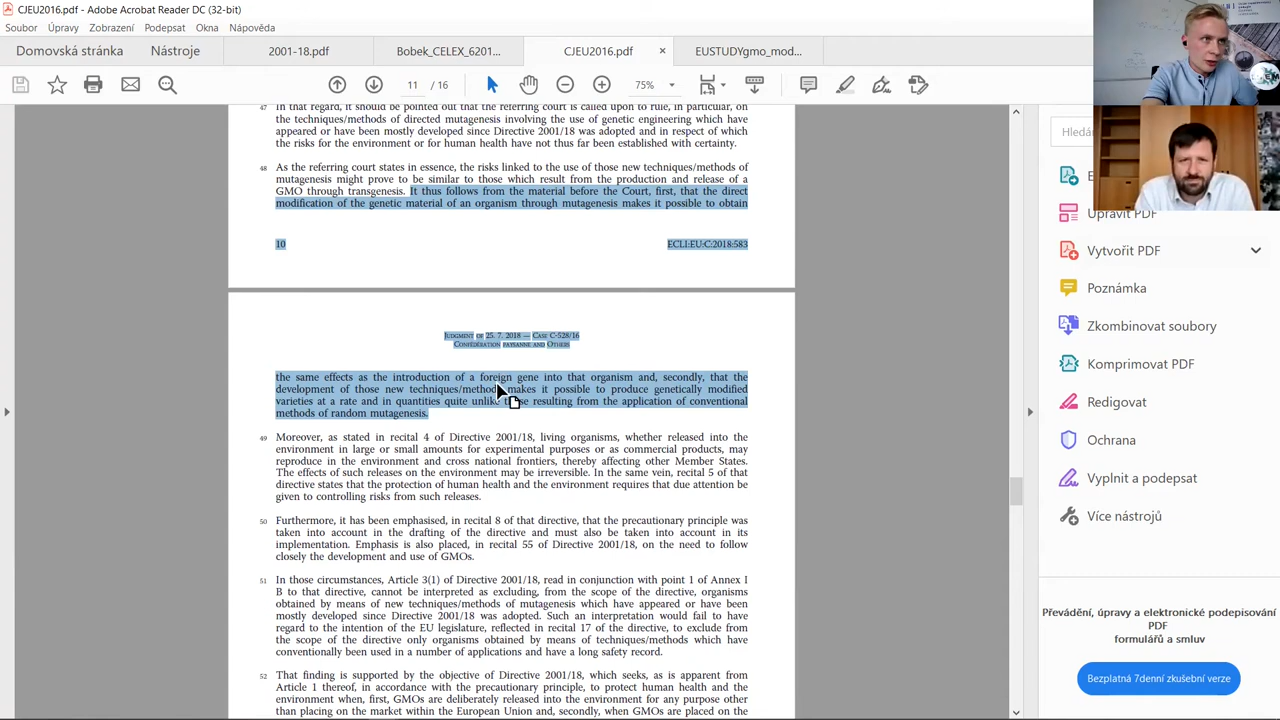 CJEU2016.pdf - Adobe Acrobat Reader DC (32-bit)
Soubor Úpravy Zobrazení Podepsat Okna Nápověda
Domovská stránka Nástroje 2001-18.pdf Bobek_CELEX_6201... CJEU2016.pdf × EUSTUDYgmo_mod...
11 / 16 75%
47 In that regard, it should be pointed out that the referring court is called upon to rule, in particular, on
the techniques/methods of directed mutagenesis involving the use of genetic engineering which have
appeared or have been mostly developed since Directive 2001/18 was adopted and in respect of which
the risks for the environment or for human health have not thus far been established with certainty.
48 As the referring court states in essence, the risks linked to the use of those new techniques/methods of
mutagenesis might prove to be similar to those which result from the production and release of a
GMO through transgenesis. It thus follows from the material before the Court, first, that the direct
modification of the genetic material of an organism through mutagenesis makes it possible to obtain
10 ECLI:EU:C:2018:583
Judgment of 25. 7. 2018 — Case C-528/16
Confédération paysanne and Others
the same effects as the introduction of a foreign gene into that organism and, secondly, that the
development of those new techniques/methods makes it possible to produce genetically modified
varieties at a rate and in quantities quite unlike those resulting from the application of conventional
methods of random mutagenesis.
49 Moreover, as stated in recital 4 of Directive 2001/18, living organisms, whether released into the
environment in large or small amounts for experimental purposes or as commercial products, may
reproduce in the environment and cross national frontiers, thereby affecting other Member States.
The effects of such releases on the environment may be irreversible. In the same vein, recital 5 of that
directive states that the protection of human health and the environment requires that due attention be
given to controlling risks from such releases.
50 Furthermore, it has been emphasised, in recital 8 of that directive, that the precautionary principle was
taken into account in the drafting of the directive and must also be taken into account in its
implementation. Emphasis is also placed, in recital 55 of Directive 2001/18, on the need to follow
closely the development and use of GMOs.
51 In those circumstances, Article 3(1) of Directive 2001/18, read in conjunction with point 1 of Annex I
B to that directive, cannot be interpreted as excluding, from the scope of the directive, organisms
obtained by means of new techniques/methods of mutagenesis which have appeared or have been
mostly developed since Directive 2001/18 was adopted. Such an interpretation would fail to have
regard to the intention of the EU legislature, reflected in recital 17 of the directive, to exclude from
the scope of the directive only organisms obtained by means of techniques/methods which have
conventionally been used in a number of applications and have a long safety record.
52 That finding is supported by the objective of Directive 2001/18, which seeks, as is apparent from
Article 1 thereof, in accordance with the precautionary principle, to protect human health and the
environment when, first, GMOs are deliberately released into the environment for any purpose other
than placing on the market within the European Union and, secondly, when GMOs are placed on the
Hledat
E
Upravit PDF
Vytvořit PDF
Poznámka
Zkombinovat soubory
Komprimovat PDF
Redigovat
Ochrana
Vyplnit a podepsat
Více nástrojů
Převádění, úpravy a elektronické podepisování
PDF
formulářů a smluv
Bezplatná 7denní zkušební verze